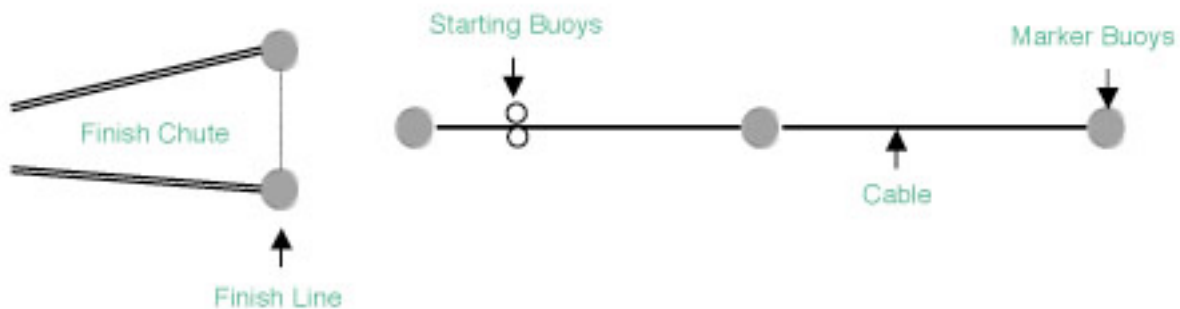 Starting Buoys
Marker Buoys
Finish Chute
Cable
Finish Line